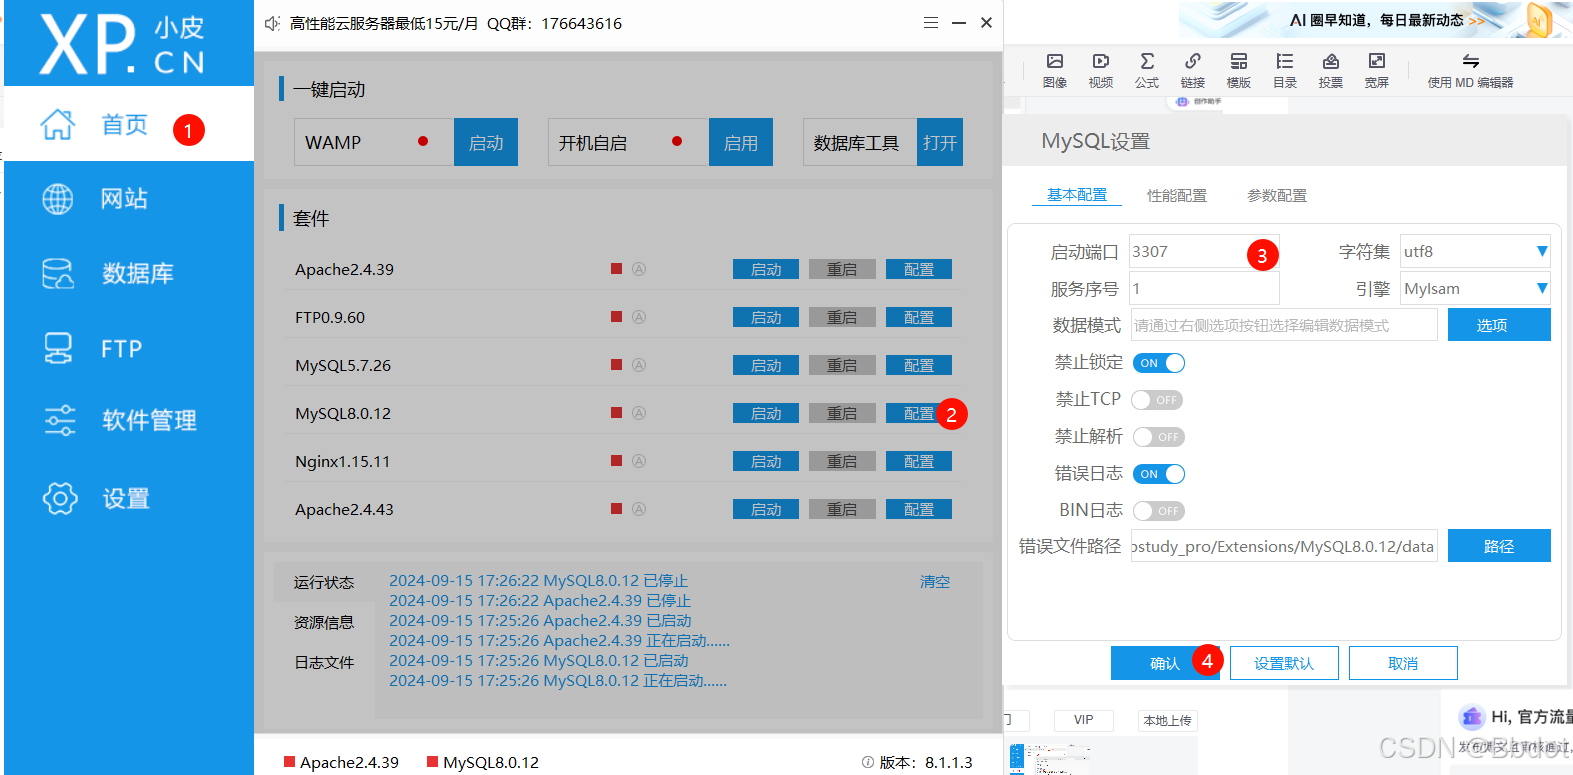 XP.CN 小皮
首页 1
网站
数据库
FTP
软件管理
设置
高性能云服务器最低15元/月 QQ群：176643616
一键启动
WAMP 启动 开机自启 启用 数据库工具 打开
套件
Apache2.4.39 A 启动 重启 配置
FTP0.9.60 A 启动 重启 配置
MySQL5.7.26 A 启动 重启 配置
MySQL8.0.12 A 启动 重启 配置 2
Nginx1.15.11 A 启动 重启 配置
Apache2.4.43 A 启动 重启 配置
运行状态
资源信息
日志文件
2024-09-15 17:26:22 MySQL8.0.12 已停止 清空
2024-09-15 17:26:22 Apache2.4.39 已停止
2024-09-15 17:25:26 Apache2.4.39 已启动
2024-09-15 17:25:26 Apache2.4.39 正在启动......
2024-09-15 17:25:26 MySQL8.0.12 已启动
2024-09-15 17:25:26 MySQL8.0.12 正在启动......
Apache2.4.39 MySQL8.0.12 版本：8.1.1.3
AI 圈早知道，每日最新动态 >>
图像 视频 公式 链接 模版 目录 投票 宽屏 使用 MD 编辑器
创作助手
MySQL设置
基本配置 性能配置 参数配置
启动端口 3307 3 字符集 utf8
服务序号 1 引擎 MyIsam
数据模式 请通过右侧选项按钮选择编辑数据模式 选项
禁止锁定 ON
禁止TCP OFF
禁止解析 OFF
错误日志 ON
BIN日志 OFF
错误文件路径 ostudy_pro/Extensions/MySQL8.0.12/data 路径
确认 4 设置默认 取消
VIP 本地上传
Hi, 官方流量
CSDN @Bbdot